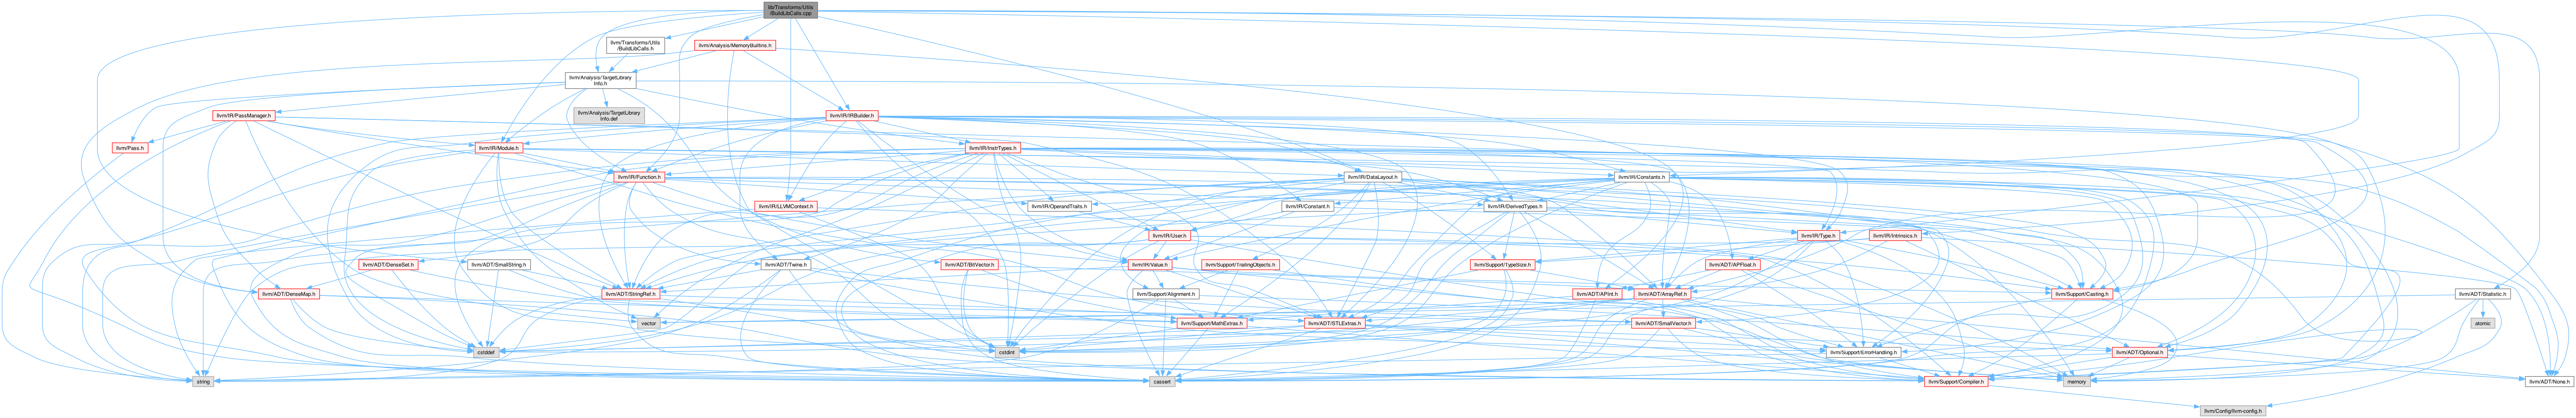 lib/Transforms/Utils
/BuildLibCalls.cpp
llvm/Transforms/Utils
/BuildLibCalls.h
llvm/Analysis/MemoryBuiltins.h
llvm/Analysis/TargetLibrary
Info.h
llvm/IR/PassManager.h
llvm/Analysis/TargetLibrary
Info.def
llvm/IR/IRBuilder.h
llvm/Pass.h
llvm/IR/Module.h
llvm/IR/InstrTypes.h
llvm/IR/Function.h
llvm/IR/DataLayout.h
llvm/IR/Constants.h
llvm/IR/LLVMContext.h
llvm/IR/OperandTraits.h
llvm/IR/Constant.h
llvm/IR/DerivedTypes.h
llvm/IR/User.h
llvm/IR/Type.h
llvm/IR/Intrinsics.h
llvm/ADT/DenseSet.h
llvm/ADT/SmallString.h
llvm/ADT/Twine.h
llvm/ADT/BitVector.h
llvm/IR/Value.h
llvm/Support/TrailingObjects.h
llvm/Support/TypeSize.h
llvm/ADT/APFloat.h
llvm/ADT/DenseMap.h
llvm/ADT/StringRef.h
llvm/Support/Alignment.h
llvm/ADT/APInt.h
llvm/ADT/ArrayRef.h
llvm/Support/Casting.h
llvm/ADT/Statistic.h
vector
llvm/Support/MathExtras.h
llvm/ADT/STLExtras.h
llvm/ADT/SmallVector.h
atomic
cstddef
cstdint
llvm/Support/ErrorHandling.h
llvm/ADT/Optional.h
string
cassert
llvm/Support/Compiler.h
memory
llvm/ADT/None.h
llvm/Config/llvm-config.h